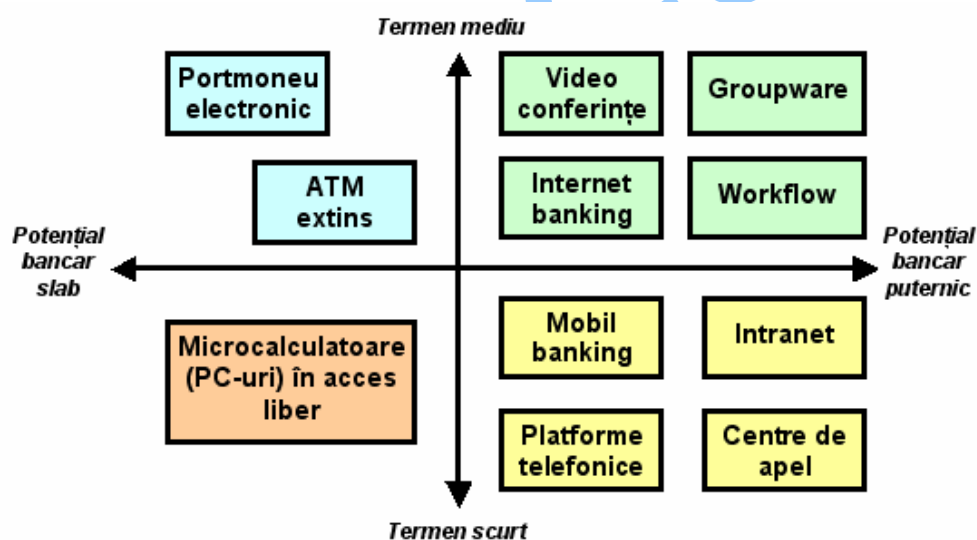 Termen mediu
Portmoneu
electronic
Video
conferințe
Groupware
ATM
extins
Internet
banking
Workflow
Potențial
bancar
slab
Potențial
bancar
puternic
Microcalculatoare
(PC-uri) în acces
liber
Mobil
banking
Intranet
Platforme
telefonice
Centre de
apel
Termen scurt